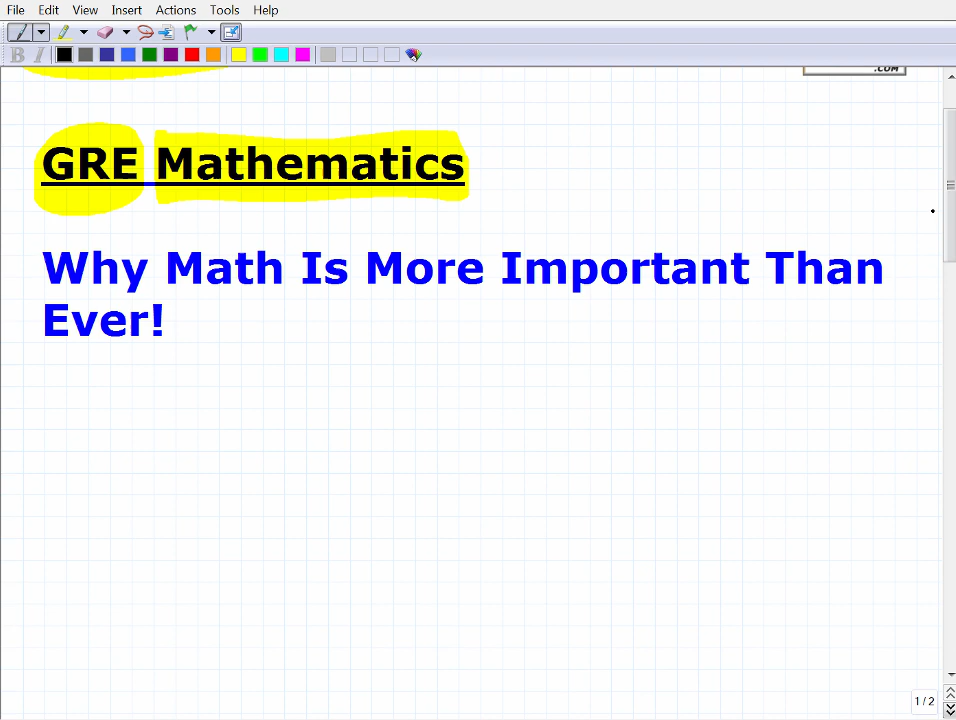 File Edit View Insert Actions Tools Help
B I
.COM
GRE Mathematics
Why Math Is More Important Than
Ever!
1 / 2